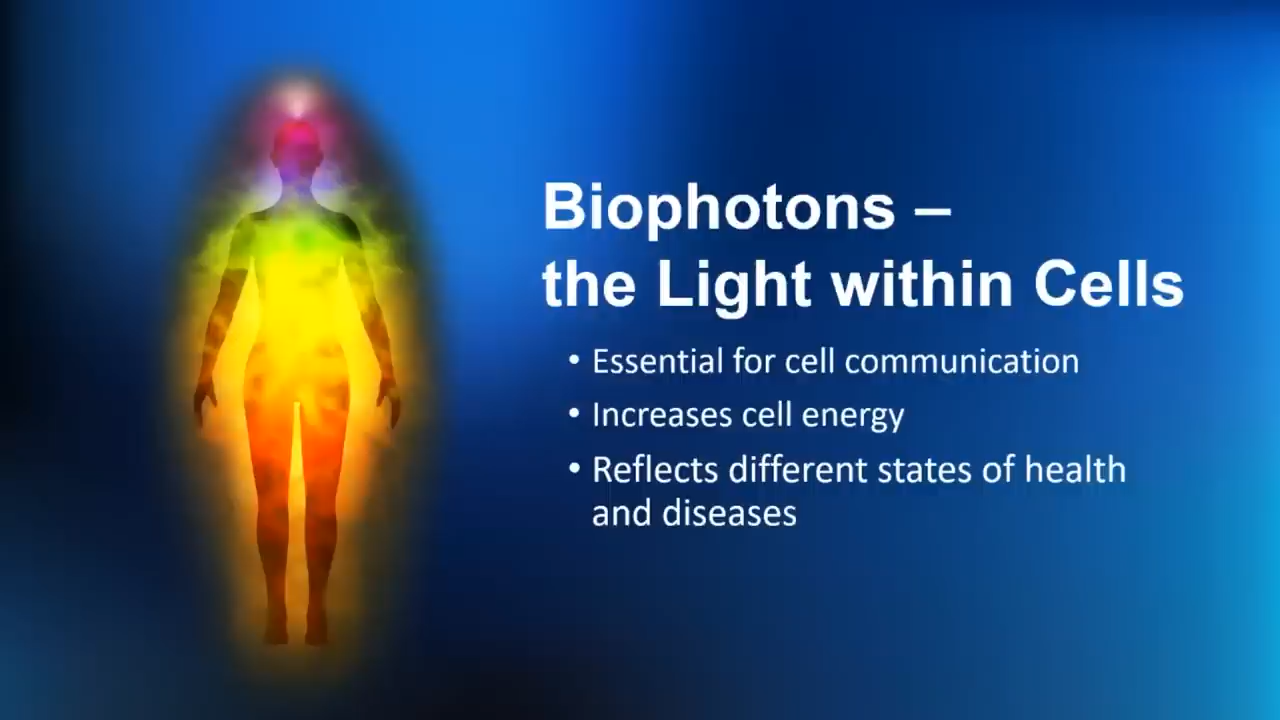 Biophotons –
the Light within Cells
• Essential for cell communication
• Increases cell energy
• Reflects different states of health
and diseases